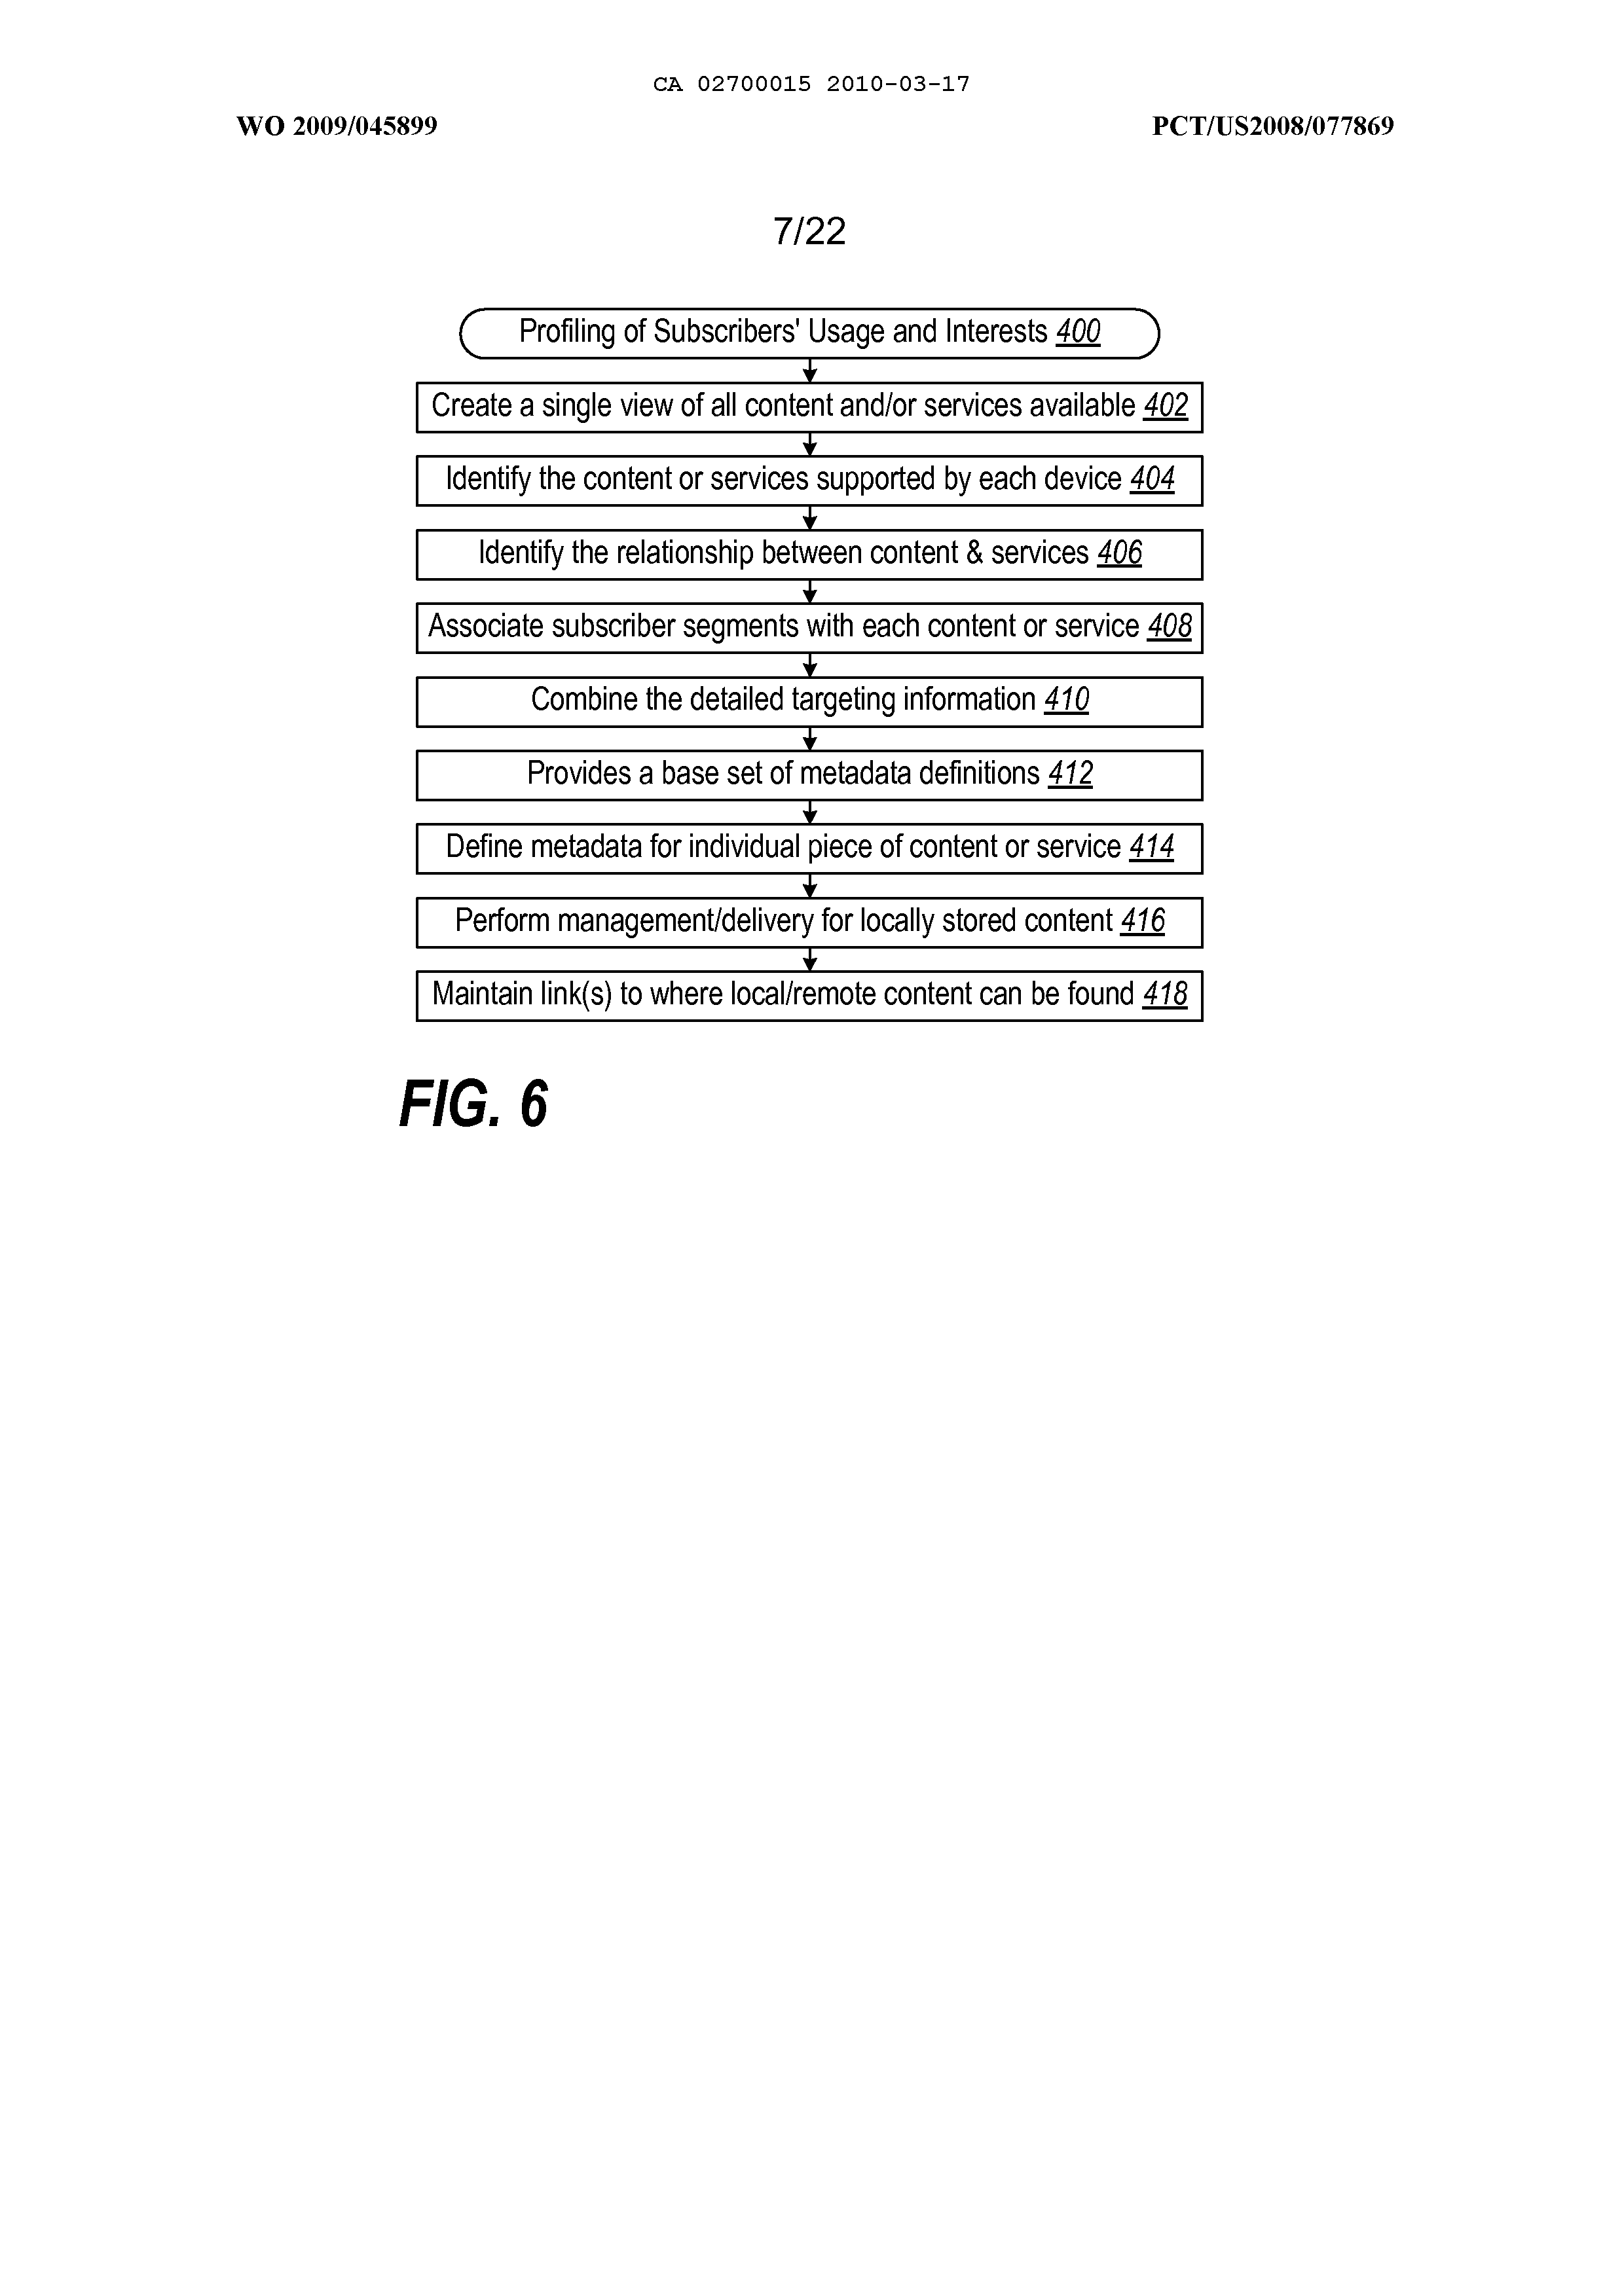 CA 02700015 2010-03-17
WO 2009/045899 PCT/US2008/077869
7/22
Profiling of Subscribers' Usage and Interests 400
Create a single view of all content and/or services available 402
Identify the content or services supported by each device 404
Identify the relationship between content & services 406
Associate subscriber segments with each content or service 408
Combine the detailed targeting information 410
Provides a base set of metadata definitions 412
Define metadata for individual piece of content or service 414
Perform management/delivery for locally stored content 416
Maintain link(s) to where local/remote content can be found 418
FIG. 6